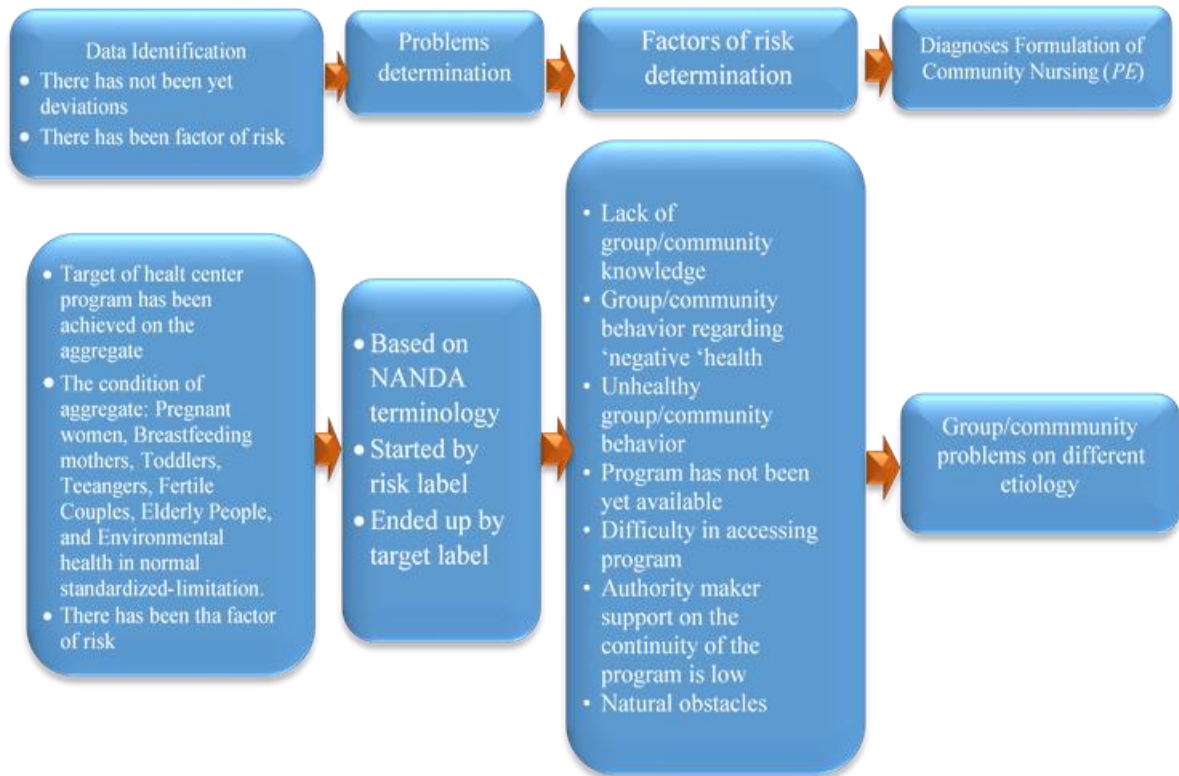 Data Identification
● There has not been yet
deviations
● There has been factor of risk
Problems
determination
Factors of risk
determination
Diagnoses Formulation of
Community Nursing (PE)
● Target of healt center
program has been
achieved on the
aggregate
● The condition of
aggregate: Pregnant
women, Breastfeeding
mothers, Toddlers,
Teeangers, Fertile
Couples, Elderly People,
and Environmental
health in normal
standardized-limitation.
● There has been tha factor
of risk
● Based on
NANDA
terminology
● Started by
risk label
● Ended up by
target label
• Lack of
group/community
knowledge
• Group/community
behavior regarding
‘negative ‘health
• Unhealthy
group/community
behavior
• Program has not been
yet available
• Difficulty in accessing
program
• Authority maker
support on the
continuity of the
program is low
• Natural obstacles
Group/commmunity
problems on different
etiology